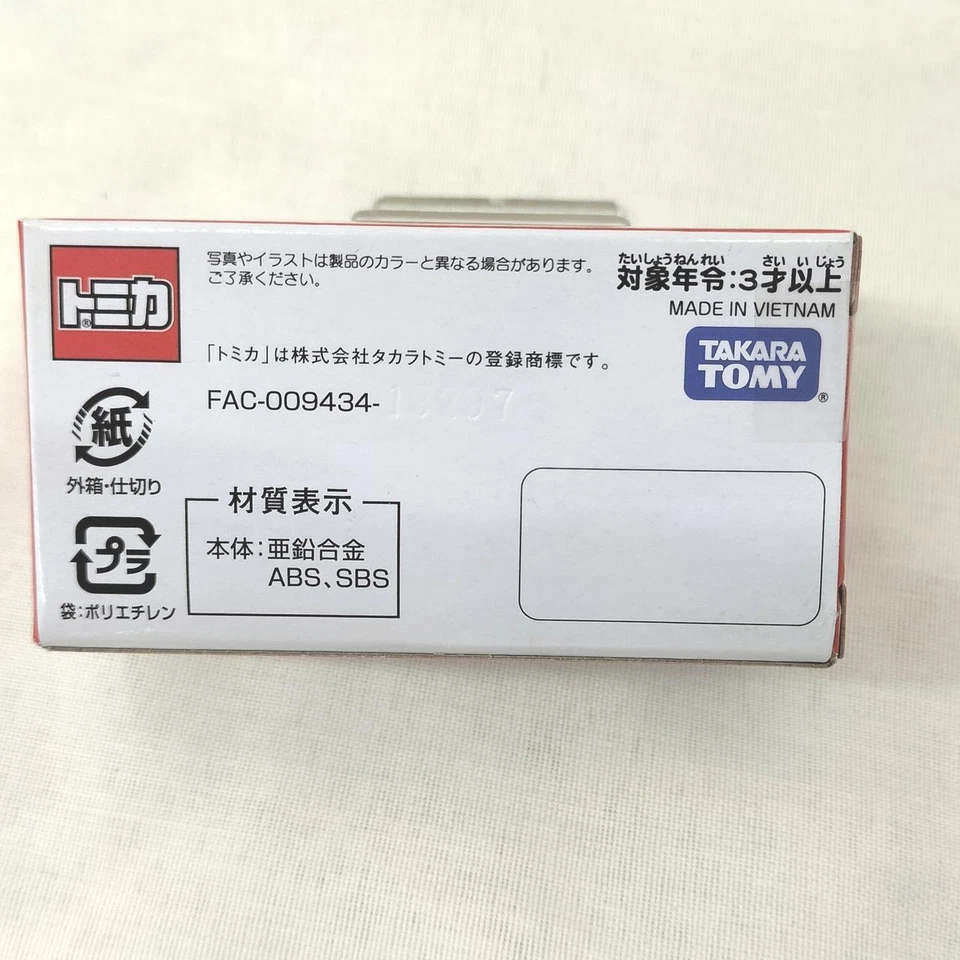 トミカ®
写真やイラストは製品のカラーと異なる場合があります。
ご了承ください。
たいしょうねんれい さい いじょう
対象年令:3才以上
MADE IN VIETNAM
TAKARA
TOMY®
「トミカ」は株式会社タカラトミーの登録商標です。
FAC-009434-
紙
外箱・仕切り
プラ
袋:ポリエチレン
材質表示
本体:亜鉛合金
ABS、SBS